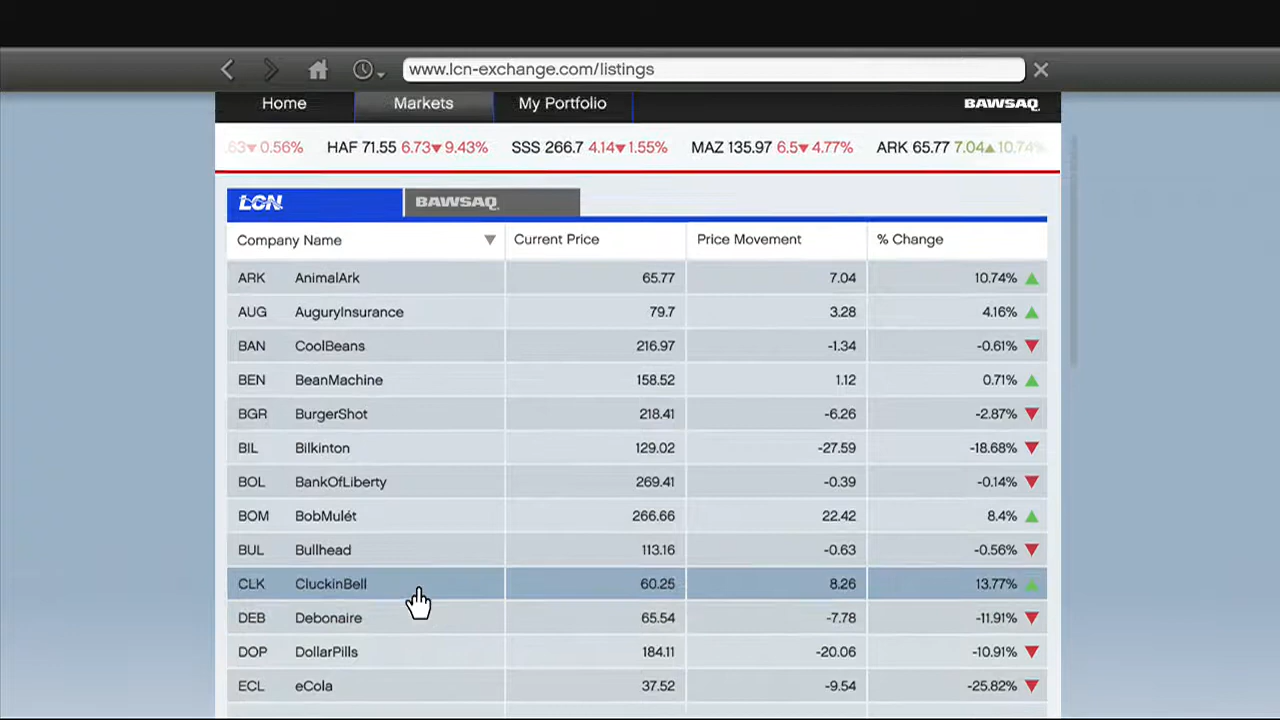 www.lcn-exchange.com/listings
Home Markets My Portfolio BAWSAQ
.63▼0.56% HAF 71.55 6.73▼9.43% SSS 266.7 4.14▼1.55% MAZ 135.97 6.5▼4.77% ARK 65.77 7.04▲10.74%
LCN BAWSAQ
Company Name ▼ Current Price Price Movement % Change
ARK AnimalArk 65.77 7.04 10.74% ▲
AUG AuguryInsurance 79.7 3.28 4.16% ▲
BAN CoolBeans 216.97 -1.34 -0.61% ▼
BEN BeanMachine 158.52 1.12 0.71% ▲
BGR BurgerShot 218.41 -6.26 -2.87% ▼
BIL Bilkinton 129.02 -27.59 -18.68% ▼
BOL BankOfLiberty 269.41 -0.39 -0.14% ▼
BOM BobMulét 266.66 22.42 8.4% ▲
BUL Bullhead 113.16 -0.63 -0.56% ▼
CLK CluckinBell 60.25 8.26 13.77% ▲
DEB Debonaire 65.54 -7.78 -11.91% ▼
DOP DollarPills 184.11 -20.06 -10.91% ▼
ECL eCola 37.52 -9.54 -25.82% ▼